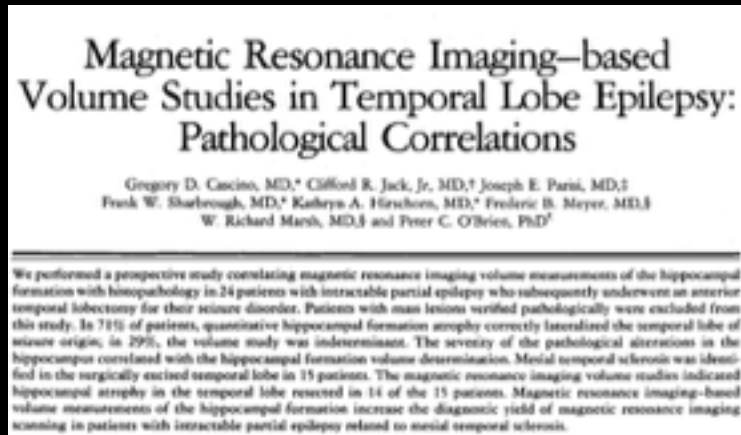 Magnetic Resonance Imaging–based
Volume Studies in Temporal Lobe Epilepsy:
Pathological Correlations
Gregory D. Cascino, MD,* Clifford R. Jack, Jr, MD,† Joseph E. Parisi, MD,‡
Frank W. Sharbrough, MD,* Kathryn A. Hirschorn, MD,* Frederic B. Meyer, MD,§
W. Richard Marsh, MD,§ and Peter C. O'Brien, PhD¶
We performed a prospective study correlating magnetic resonance imaging volume measurements of the hippocampal
formation with histopathology in 24 patients with intractable partial epilepsy who subsequently underwent an anterior
temporal lobectomy for their seizure disorder. Patients with mass lesions verified pathologically were excluded from
this study. In 71% of patients, quantitative hippocampal formation atrophy correctly lateralized the temporal lobe of
seizure origin; in 29%, the volume study was indeterminant. The severity of the pathological alterations in the
hippocampus correlated with the hippocampal formation volume determination. Mesial temporal sclerosis was identi-
fied in the surgically excised temporal lobe in 15 patients. The magnetic resonance imaging volume studies indicated
hippocampal atrophy in the temporal lobe resected in 14 of the 15 patients. Magnetic resonance imaging–based
volume measurements of the hippocampal formation increase the diagnostic yield of magnetic resonance imaging
scanning in patients with intractable partial epilepsy related to mesial temporal sclerosis.